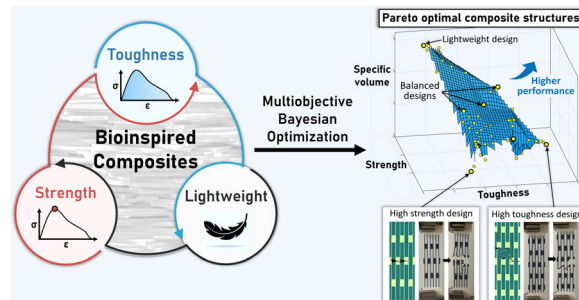 Toughness
σ
ε
Bioinspired
Composites
Strength
σ
ε
Lightweight
Multiobjective
Bayesian
Optimization
Pareto optimal composite structures
Lightweight design
Specific
volume
Balanced
designs
Higher
performance
Strength
Toughness
High strength design
High toughness design